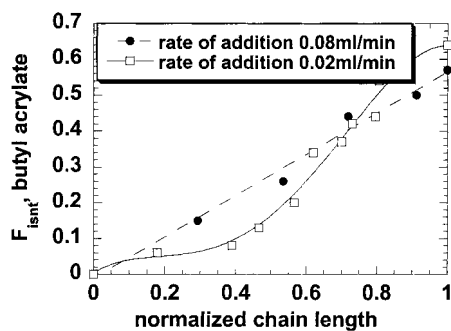 0.7
rate of addition 0.08ml/min
rate of addition 0.02ml/min
0.6
0.5
0.4
0.3
0.2
0.1
0
F isnt, butyl acrylate
0 0.2 0.4 0.6 0.8 1
normalized chain length